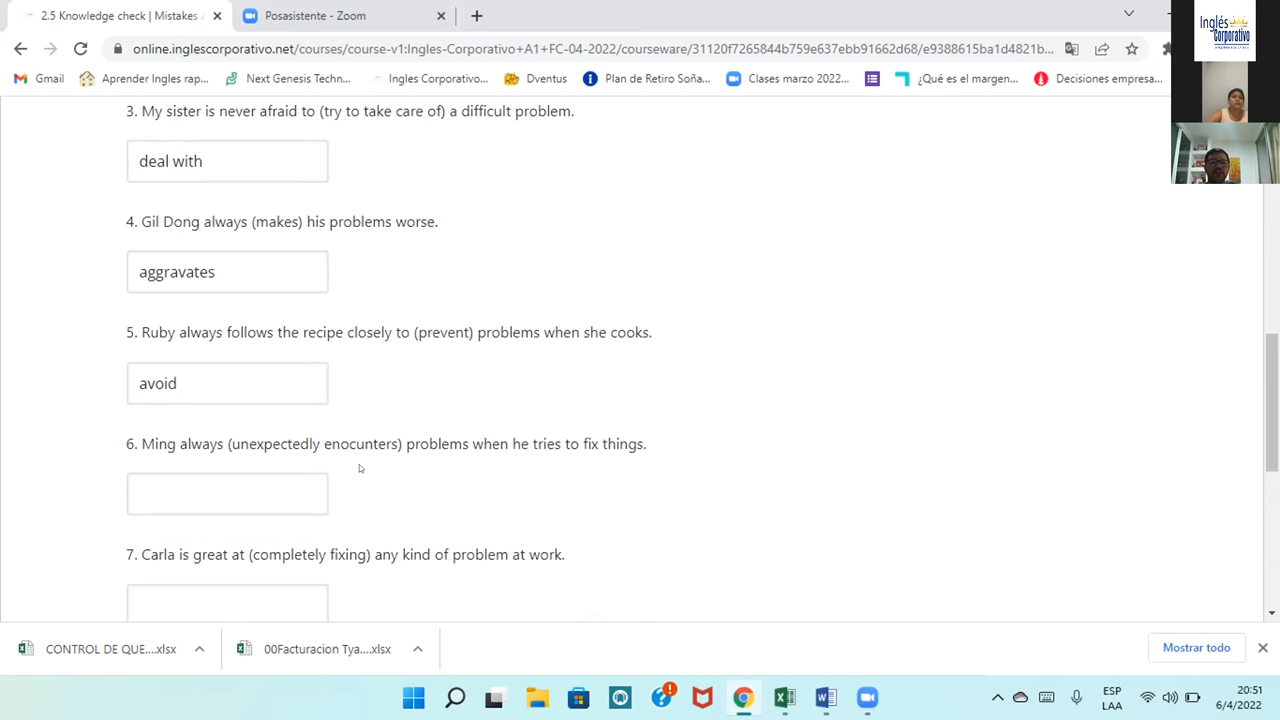 2.5 Knowledge check | Mistakes
Posasistente - Zoom
online.inglescorporativo.net/courses/course-v1:Ingles-Corporativo+A1+FC-04-2022/courseware/31120f7265844b759e637ebb91662d68/e9388615ba1d4821b...
Gmail
Aprender Ingles rap...
Next Genesis Techn...
Ingles Corporativo...
Dventus
Plan de Retiro Soña...
Clases marzo 2022...
¿Qué es el margen...
Decisiones empresa...
Inglés
Corporativo
3. My sister is never afraid to (try to take care of) a difficult problem.
deal with
4. Gil Dong always (makes) his problems worse.
aggravates
5. Ruby always follows the recipe closely to (prevent) problems when she cooks.
avoid
6. Ming always (unexpectedly enocunters) problems when he tries to fix things.
7. Carla is great at (completely fixing) any kind of problem at work.
CONTROL DE QUE....xlsx
00Facturacion Tya....xlsx
Mostrar todo
ESP
LAA
20:51
6/4/2022